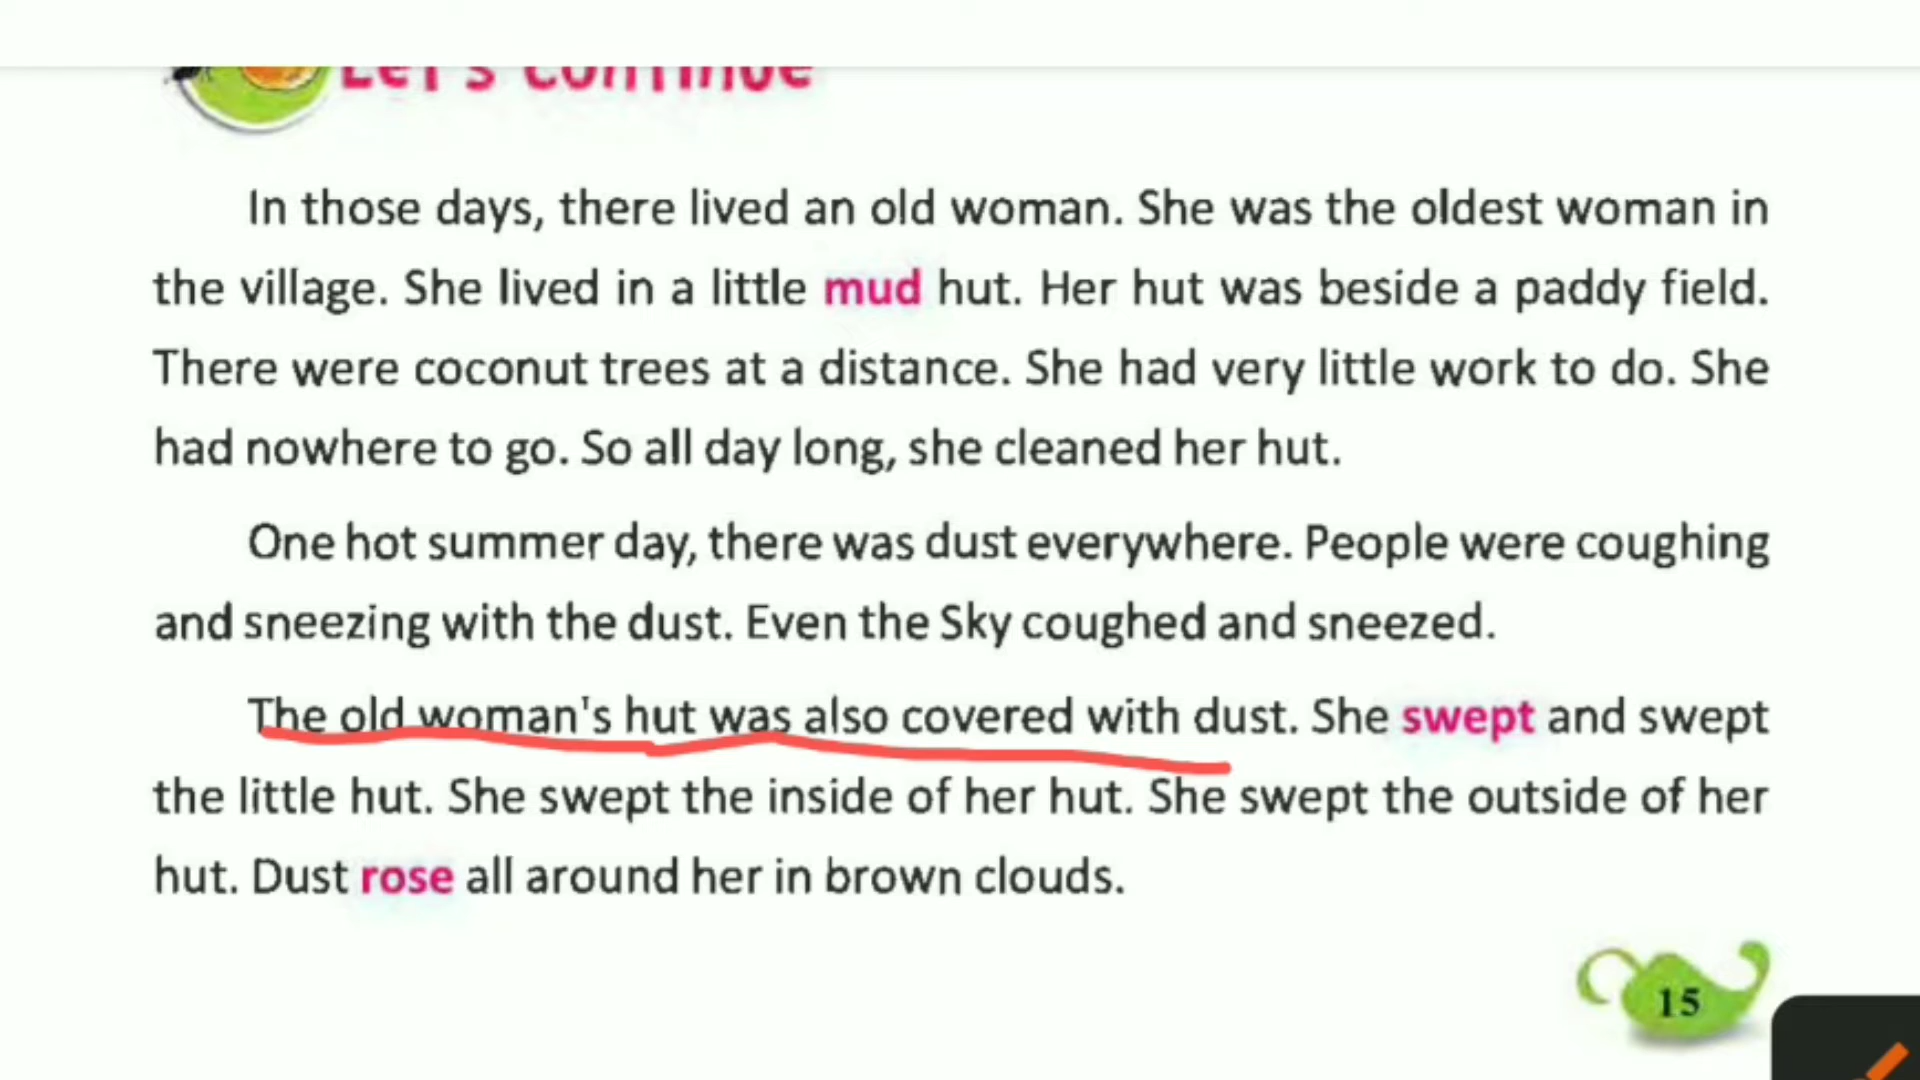 Let's continue
In those days, there lived an old woman. She was the oldest woman in
the village. She lived in a little mud hut. Her hut was beside a paddy field.
There were coconut trees at a distance. She had very little work to do. She
had nowhere to go. So all day long, she cleaned her hut.
One hot summer day, there was dust everywhere. People were coughing
and sneezing with the dust. Even the Sky coughed and sneezed.
The old woman's hut was also covered with dust. She swept and swept
the little hut. She swept the inside of her hut. She swept the outside of her
hut. Dust rose all around her in brown clouds.
15